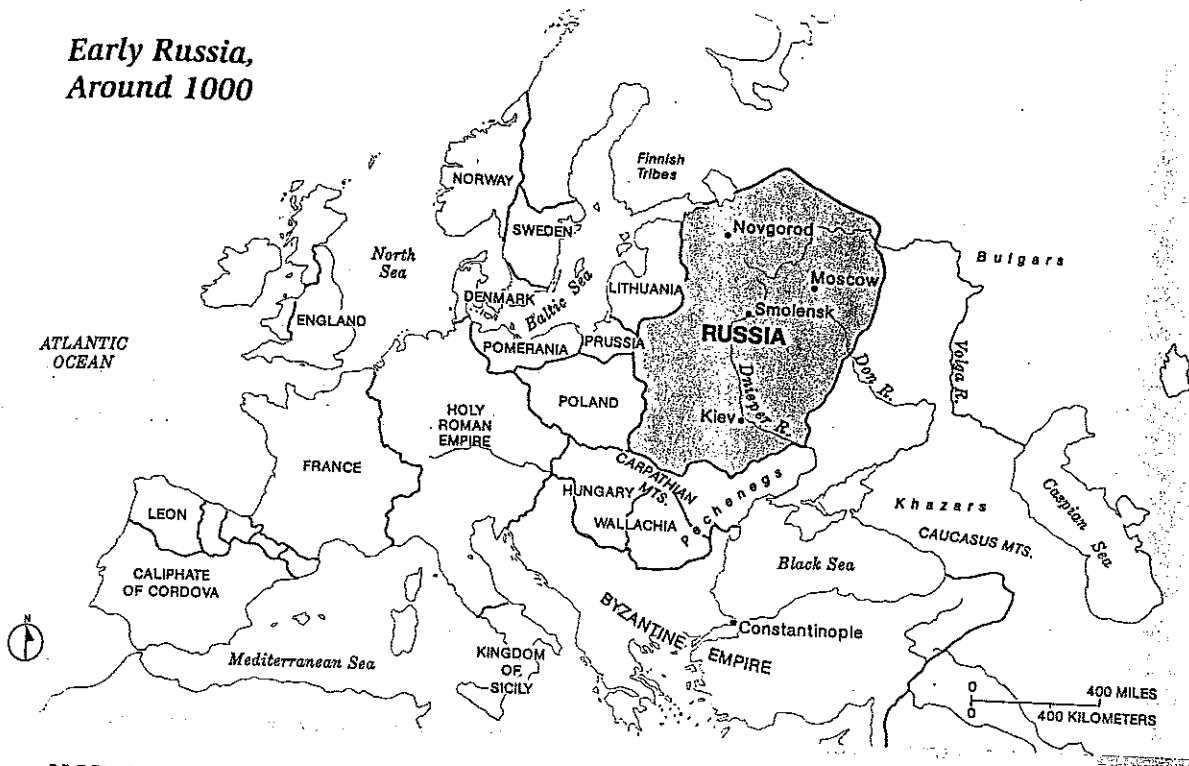 Early Russia,
Around 1000
Finnish
Tribes
NORWAY
SWEDEN
Novgorod
North
Sea
Bulgars
DENMARK
Baltic Sea
LITHUANIA
Moscow
Smolensk
ENGLAND
RUSSIA
ATLANTIC
OCEAN
POMERANIA
PRUSSIA
Volga R.
Don R.
Dnieper R.
POLAND
HOLY
ROMAN
EMPIRE
Kiev
FRANCE
CARPATHIAN
MTS.
Pechenegs
HUNGARY
WALLACHIA
Khazars
CAUCASUS MTS.
Caspian Sea
LEON
Black Sea
CALIPHATE
OF CORDOVA
BYZANTINE
EMPIRE
Constantinople
N
Mediterranean Sea
KINGDOM
OF
SICILY
0
400 MILES
0
400 KILOMETERS